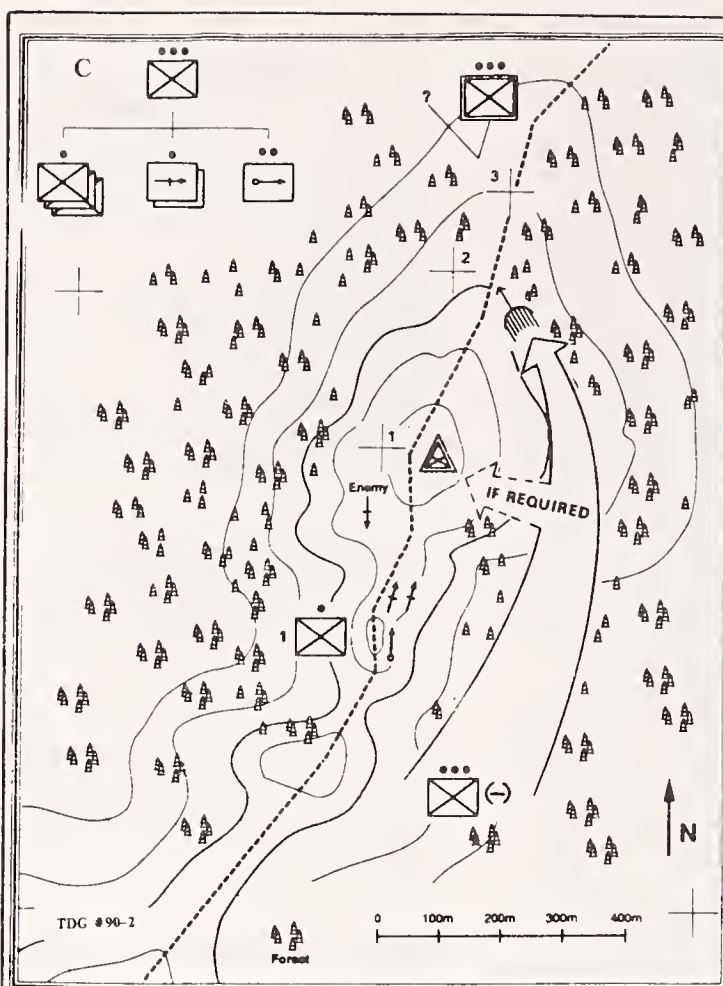 C
?
3
2
1
Enemy
IF REQUIRED
1
(-)
N
TDG #90-2
0 100m 200m 300m 400m
Forest